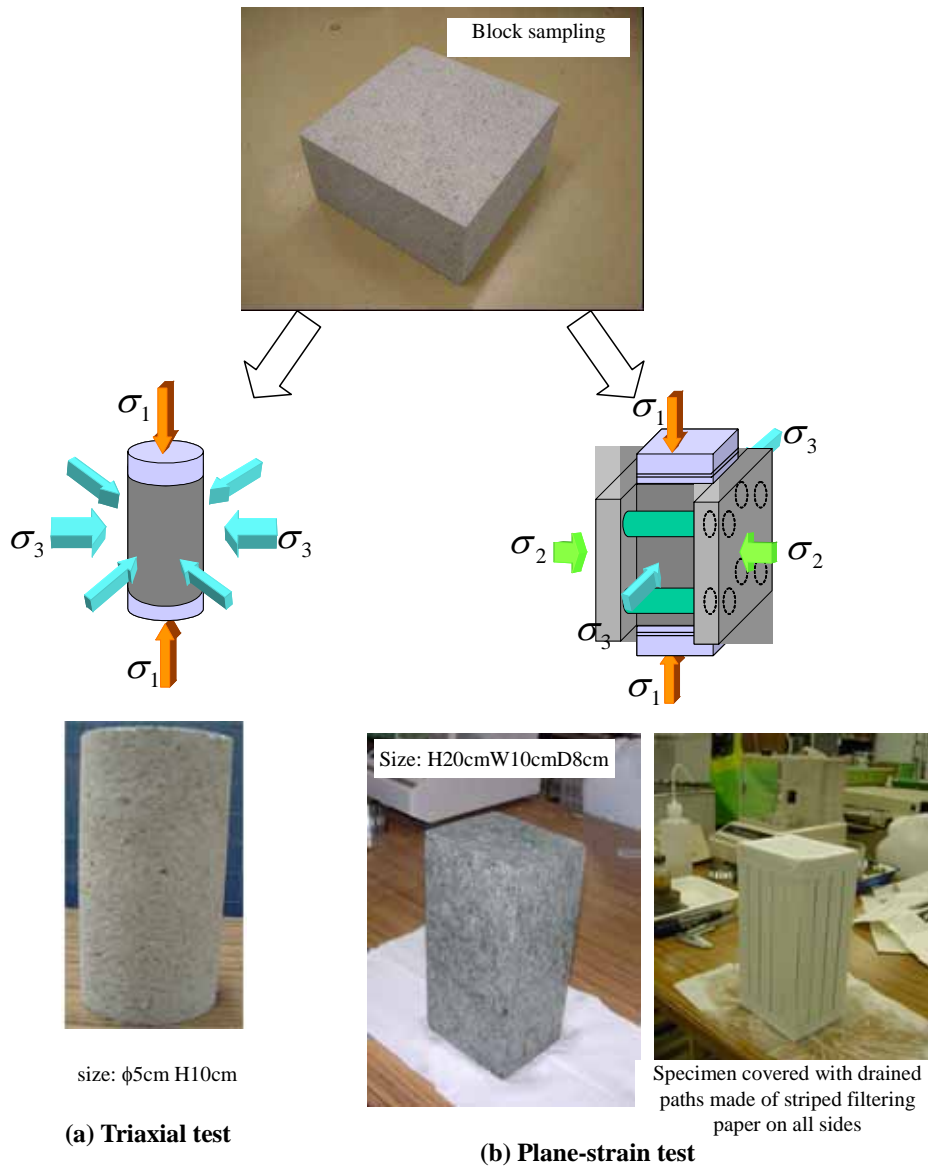 Block sampling
σ1
σ3
σ3
σ1
σ1
σ3
σ2
σ2
σ3
σ1
Size: H20cmW10cmD8cm
size: ϕ5cm H10cm
Specimen covered with drained
paths made of striped filtering
paper on all sides
(a) Triaxial test
(b) Plane-strain test